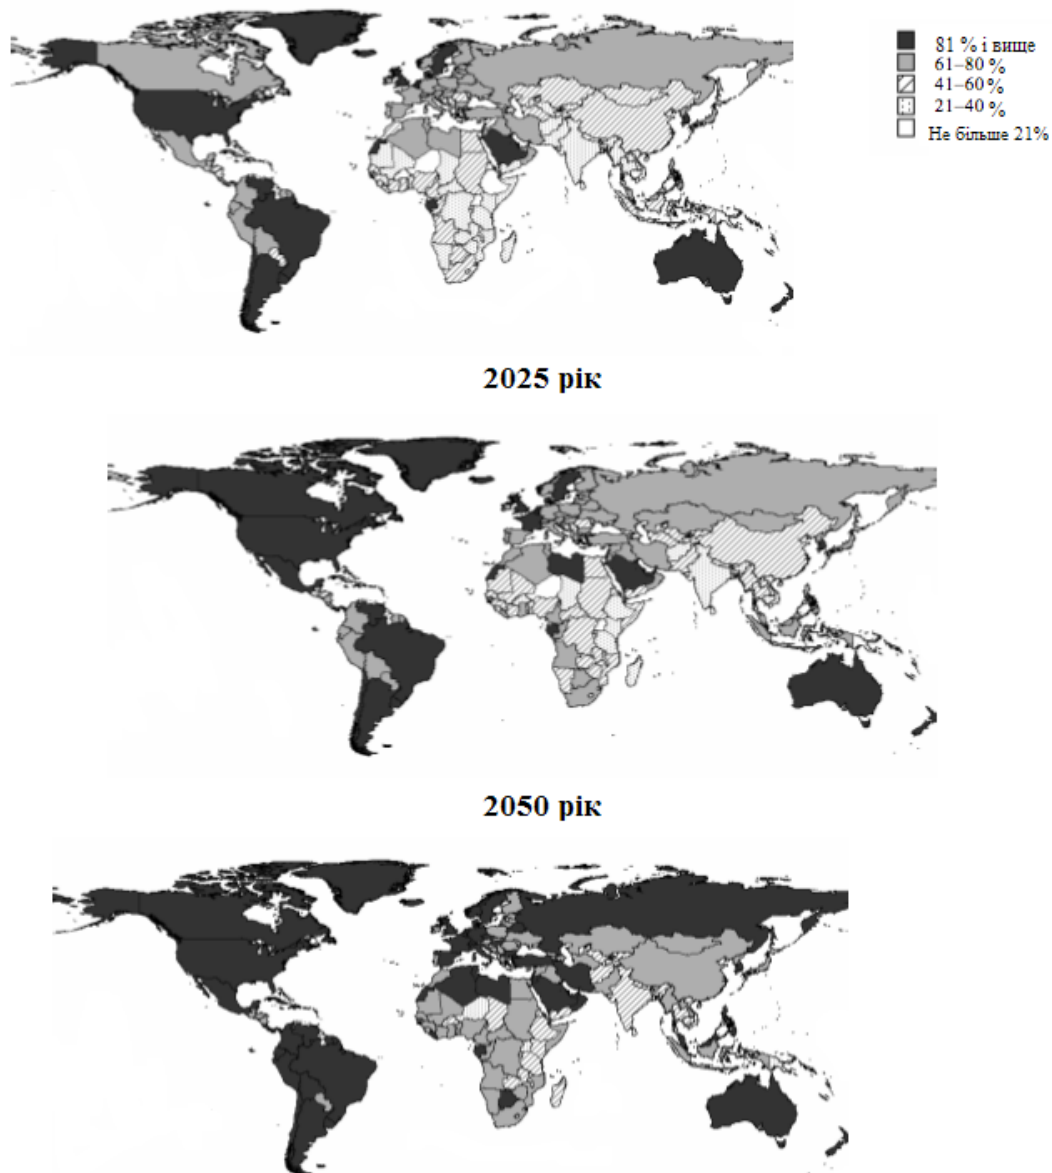 81 % і вище
61–80 %
41–60 %
21–40 %
Не більше 21%
2025 рік
2050 рік